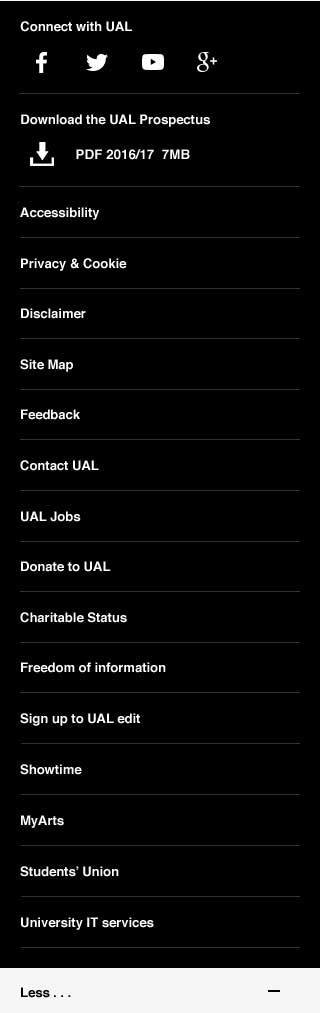 Connect with UAL
Download the UAL Prospectus
PDF 2016/17 7MB
Accessibility
Privacy & Cookie
Disclaimer
Site Map
Feedback
Contact UAL
UAL Jobs
Donate to UAL
Charitable Status
Freedom of information
Sign up to UAL edit
Showtime
MyArts
Students’ Union
University IT services
Less . . .